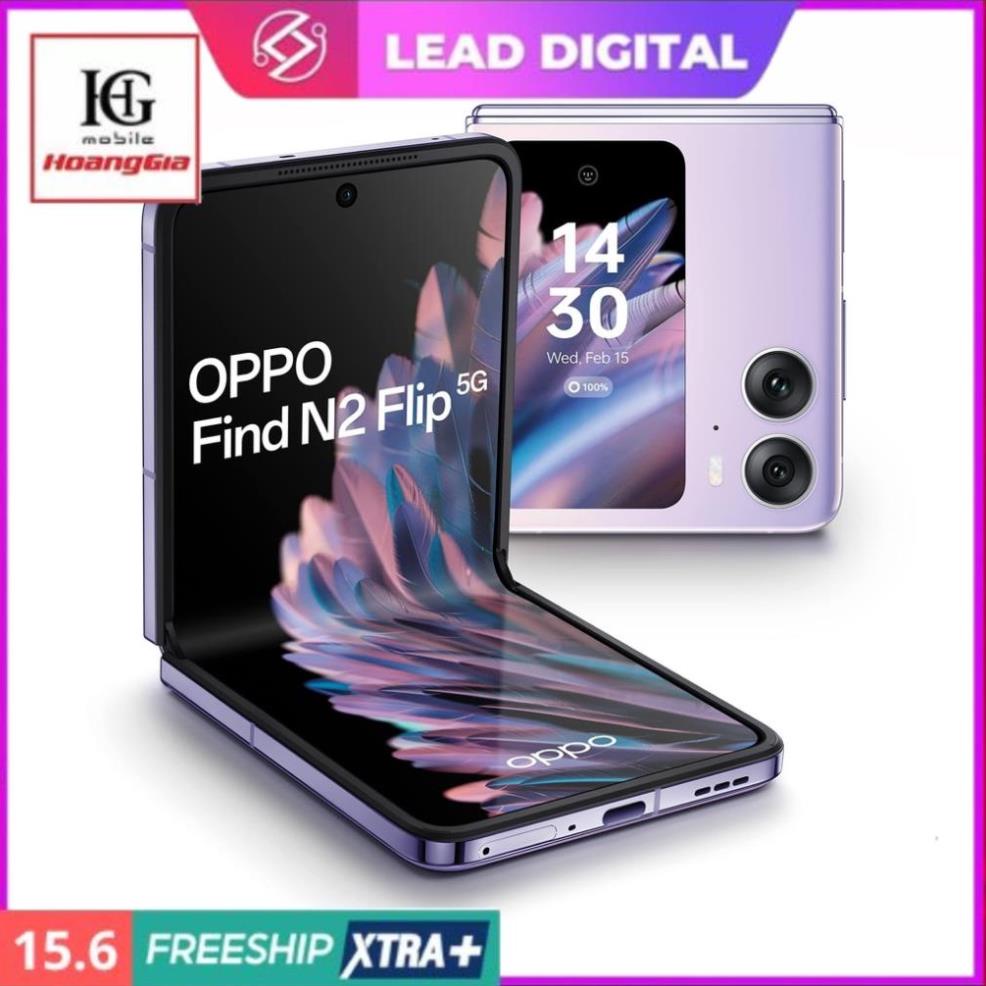 LEAD DIGITAL
HG
mobile
HoangGia
14
30
Wed, Feb 15
100%
OPPO
Find N2 Flip 5G
oppo
15.6 FREESHIP XTRA+